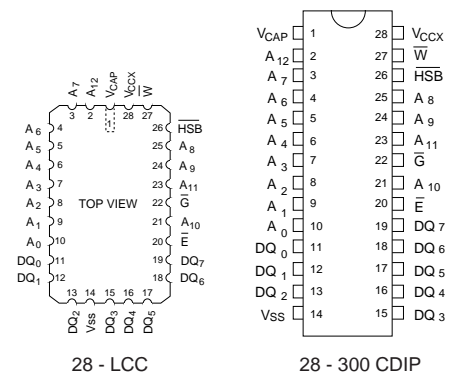 A7 A12 VCAP VCCX W̅
3 2 1 28 27
A6 4 26 H̅S̅B̅
A5 5 25 A8
A4 6 24 A9
A3 7 23 A11
A2 8 TOP VIEW 22 G̅
A1 9 21 A10
A0 10 20 E̅
DQ0 11 19 DQ7
DQ1 12 18 DQ6
13 14 15 16 17
DQ2 VSS DQ3 DQ4 DQ5
28 - LCC
VCAP 1 28 VCCX
A12 2 27 W̅
A7 3 26 H̅S̅B̅
A6 4 25 A8
A5 5 24 A9
A4 6 23 A11
A3 7 22 G̅
A2 8 21 A10
A1 9 20 E̅
A0 10 19 DQ7
DQ0 11 18 DQ6
DQ1 12 17 DQ5
DQ2 13 16 DQ4
VSS 14 15 DQ3
28 - 300 CDIP